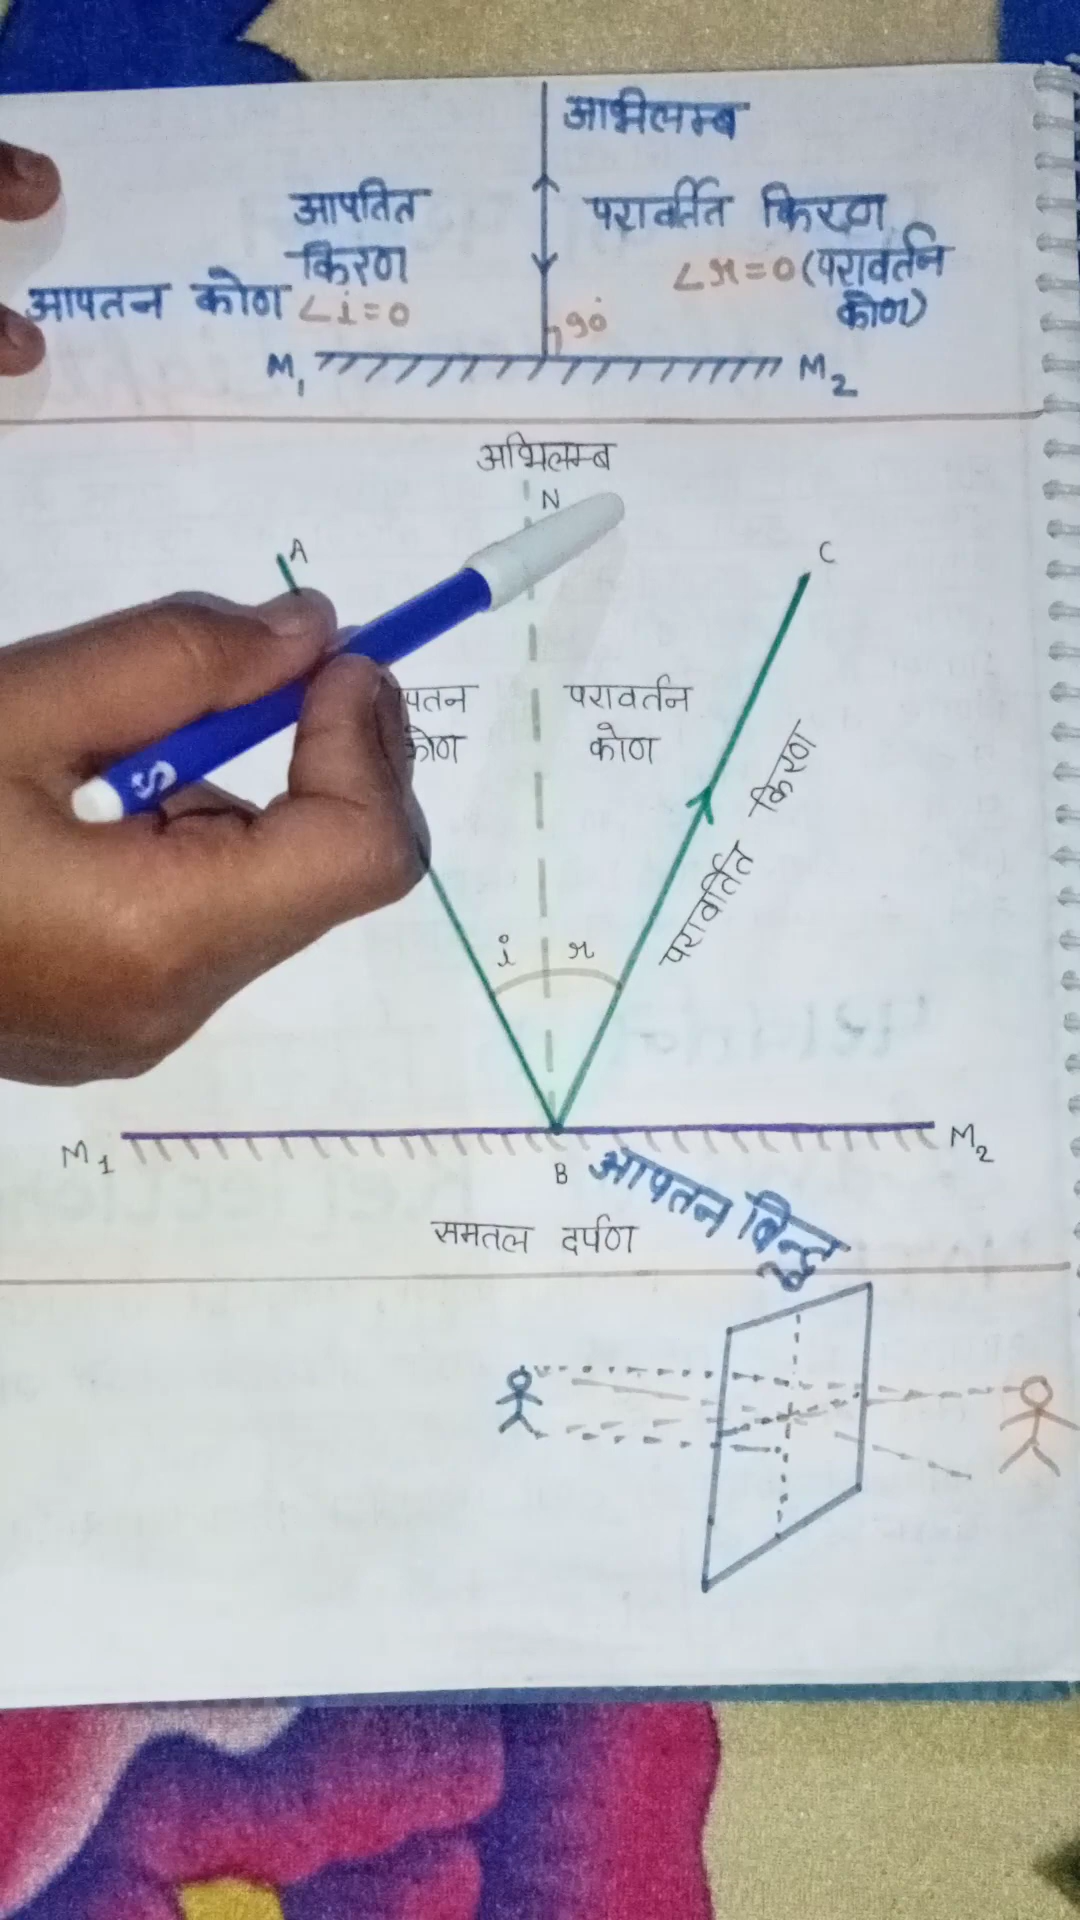 अभिलम्ब
आपतित
किरण
परावर्तित किरण
आपतन कोण ∠i=0
∠r=0 (परावर्तन
कोण)
90°
M₁
M₂
अभिलम्ब
N
A
C
पतन
कोण
परावर्तन
कोण
परावर्तित किरण
i
r
M₁
M₂
B
आपतन बिन्दु
समतल दर्पण
S